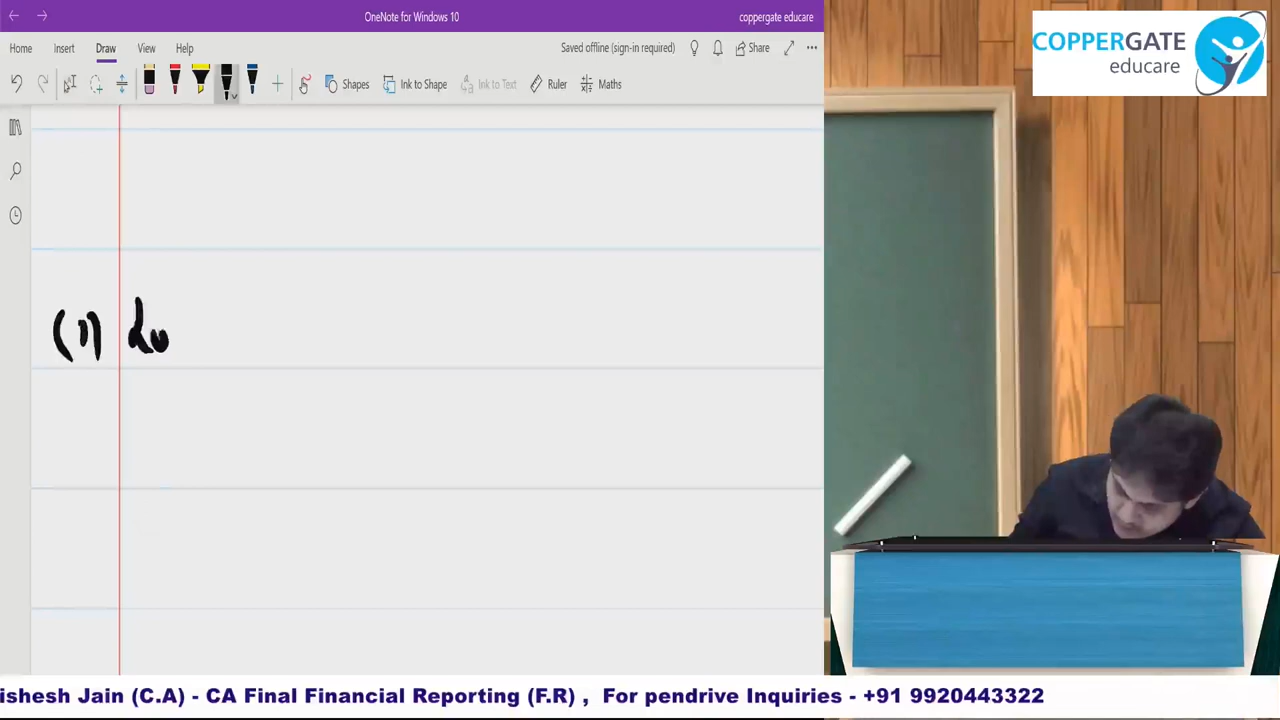 OneNote for Windows 10
coppergate educare
Home Insert Draw View Help
Saved offline (sign-in required) Share
Shapes Ink to Shape Ink to Text Ruler Maths
COPPERGATE
educare
(1)
ishesh Jain (C.A) - CA Final Financial Reporting (F.R) , For pendrive Inquiries - +91 9920443322